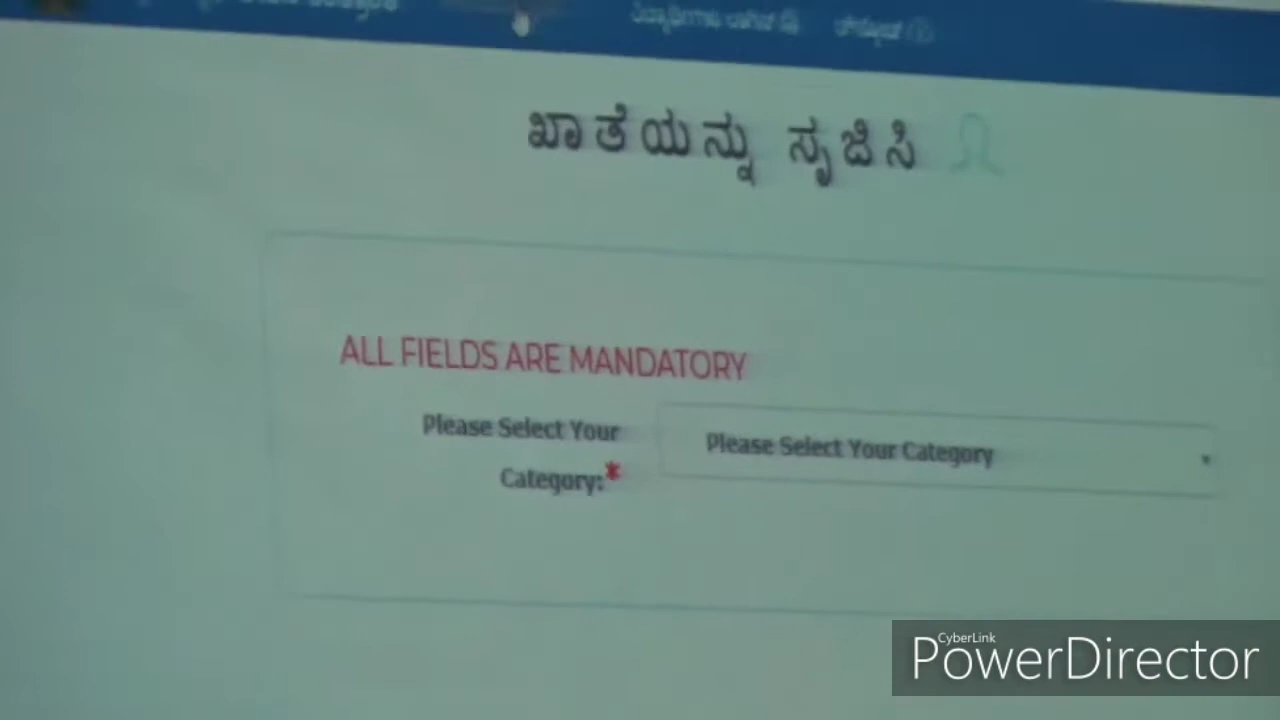 ಖಾತೆಯನ್ನು ಸೃಜಿಸಿ
ALL FIELDS ARE MANDATORY
Please Select Your
Category:*
Please Select Your Category
CyberLink
PowerDirector